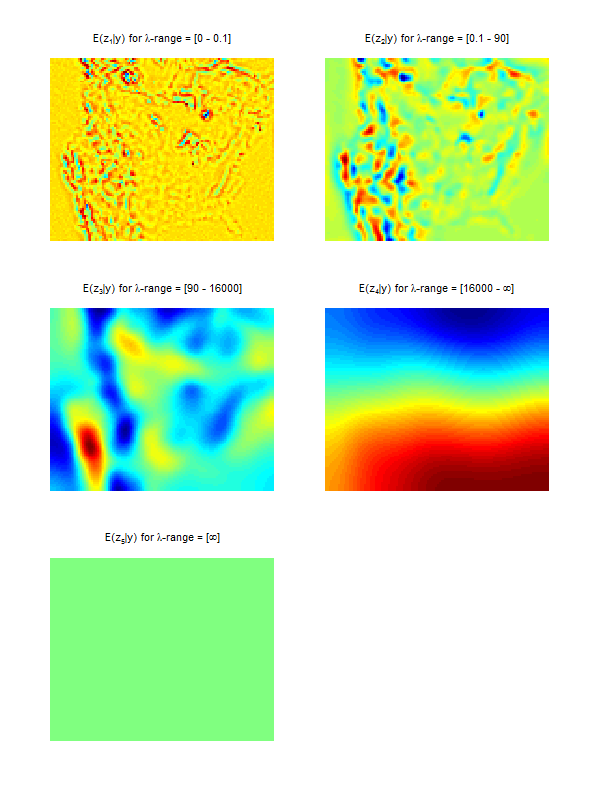 E(z₁|y) for λ-range = [0 - 0.1]
E(z₂|y) for λ-range = [0.1 - 90]
E(z₃|y) for λ-range = [90 - 16000]
E(z₄|y) for λ-range = [16000 - ∞]
E(z₅|y) for λ-range = [∞]